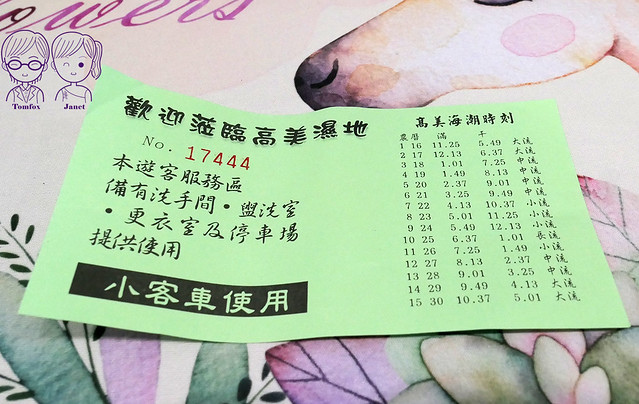 owers
Tomfox Janet
歡迎蒞臨高美濕地
No. 17444
本遊客服務區
備有洗手間·盥洗室
·更衣室及停車場
提供使用
小客車使用
高美海潮時刻
農曆 滿 干
1 16 11.25 5.49 大流
2 17 12.13 6.37 大流
3 18 1.01 7.25 中流
4 19 1.49 8.13 中流
5 20 2.37 9.01 中流
6 21 3.25 9.49 中流
7 22 4.13 10.37 小流
8 23 5.01 11.25 小流
9 24 5.49 12.13 小流
10 25 6.37 1.01 長流
11 26 7.25 1.49 小流
12 27 8.13 2.37 中流
13 28 9.01 3.25 中流
14 29 9.49 4.13 大流
15 30 10.37 5.01 大流